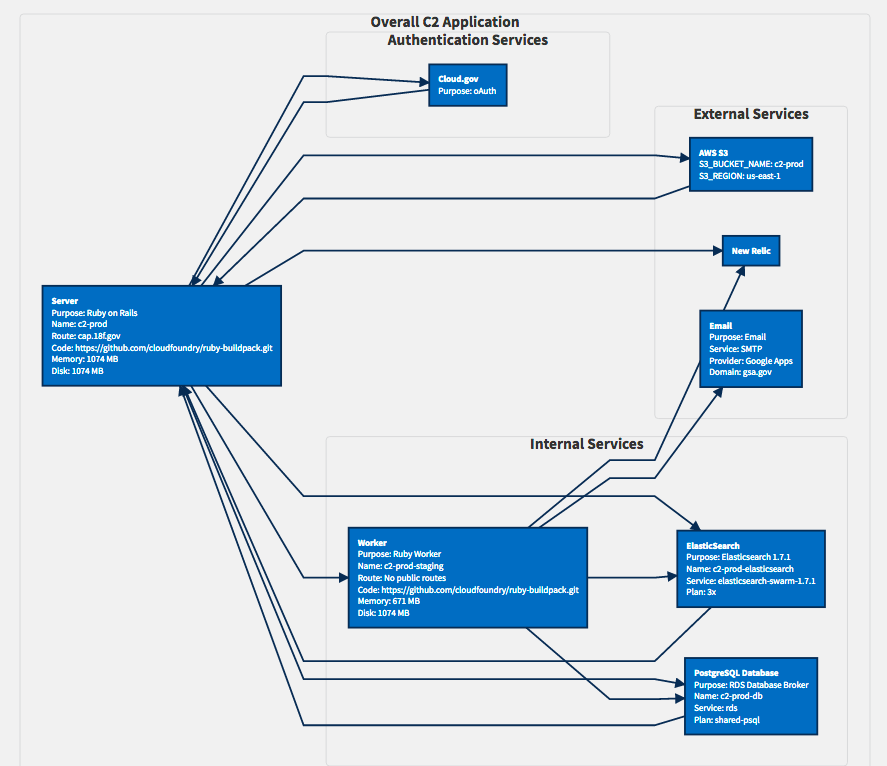 Overall C2 Application
Authentication Services
Cloud.gov
Purpose: oAuth
External Services
AWS S3
S3_BUCKET_NAME: c2-prod
S3_REGION: us-east-1
New Relic
Server
Purpose: Ruby on Rails
Name: c2-prod
Route: cap.18f.gov
Code: https://github.com/cloudfoundry/ruby-buildpack.git
Memory: 1074 MB
Disk: 1074 MB
Email
Purpose: Email
Service: SMTP
Provider: Google Apps
Domain: gsa.gov
Internal Services
Worker
Purpose: Ruby Worker
Name: c2-prod-staging
Route: No public routes
Code: https://github.com/cloudfoundry/ruby-buildpack.git
Memory: 671 MB
Disk: 1074 MB
ElasticSearch
Purpose: Elasticsearch 1.7.1
Name: c2-prod-elasticsearch
Service: elasticsearch-swarm-1.7.1
Plan: 3x
PostgreSQL Database
Purpose: RDS Database Broker
Name: c2-prod-db
Service: rds
Plan: shared-psql